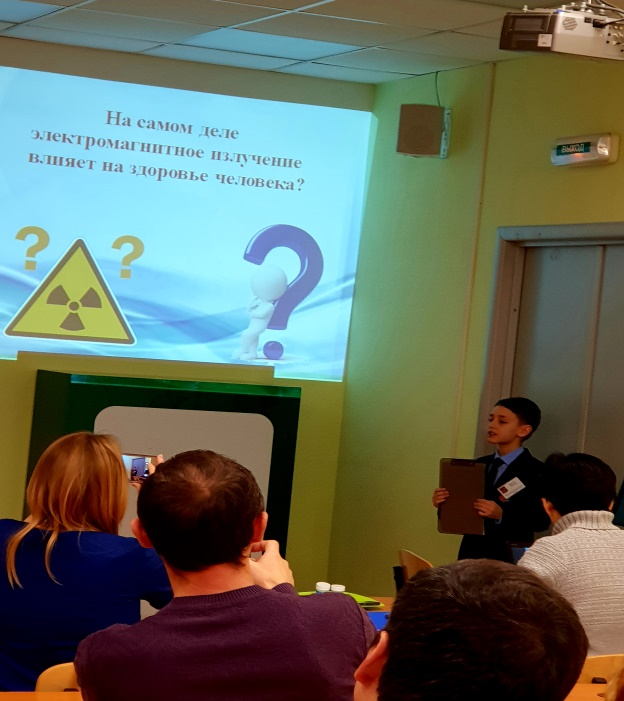 На самом деле
электромагнитное излучение
влияет на здоровье человека?
? ?
?
ВЫХОД